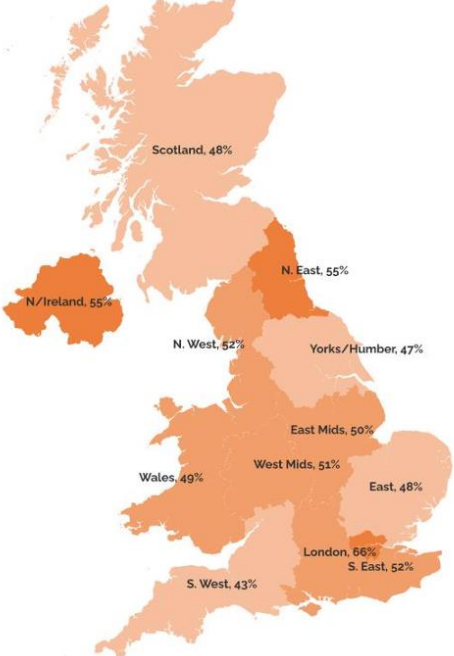 Scotland, 48%
N. East, 55%
N/Ireland, 55%
N. West, 52%
Yorks/Humber, 47%
East Mids, 50%
West Mids, 51%
Wales, 49%
East, 48%
London, 66%
S. East, 52%
S. West, 43%